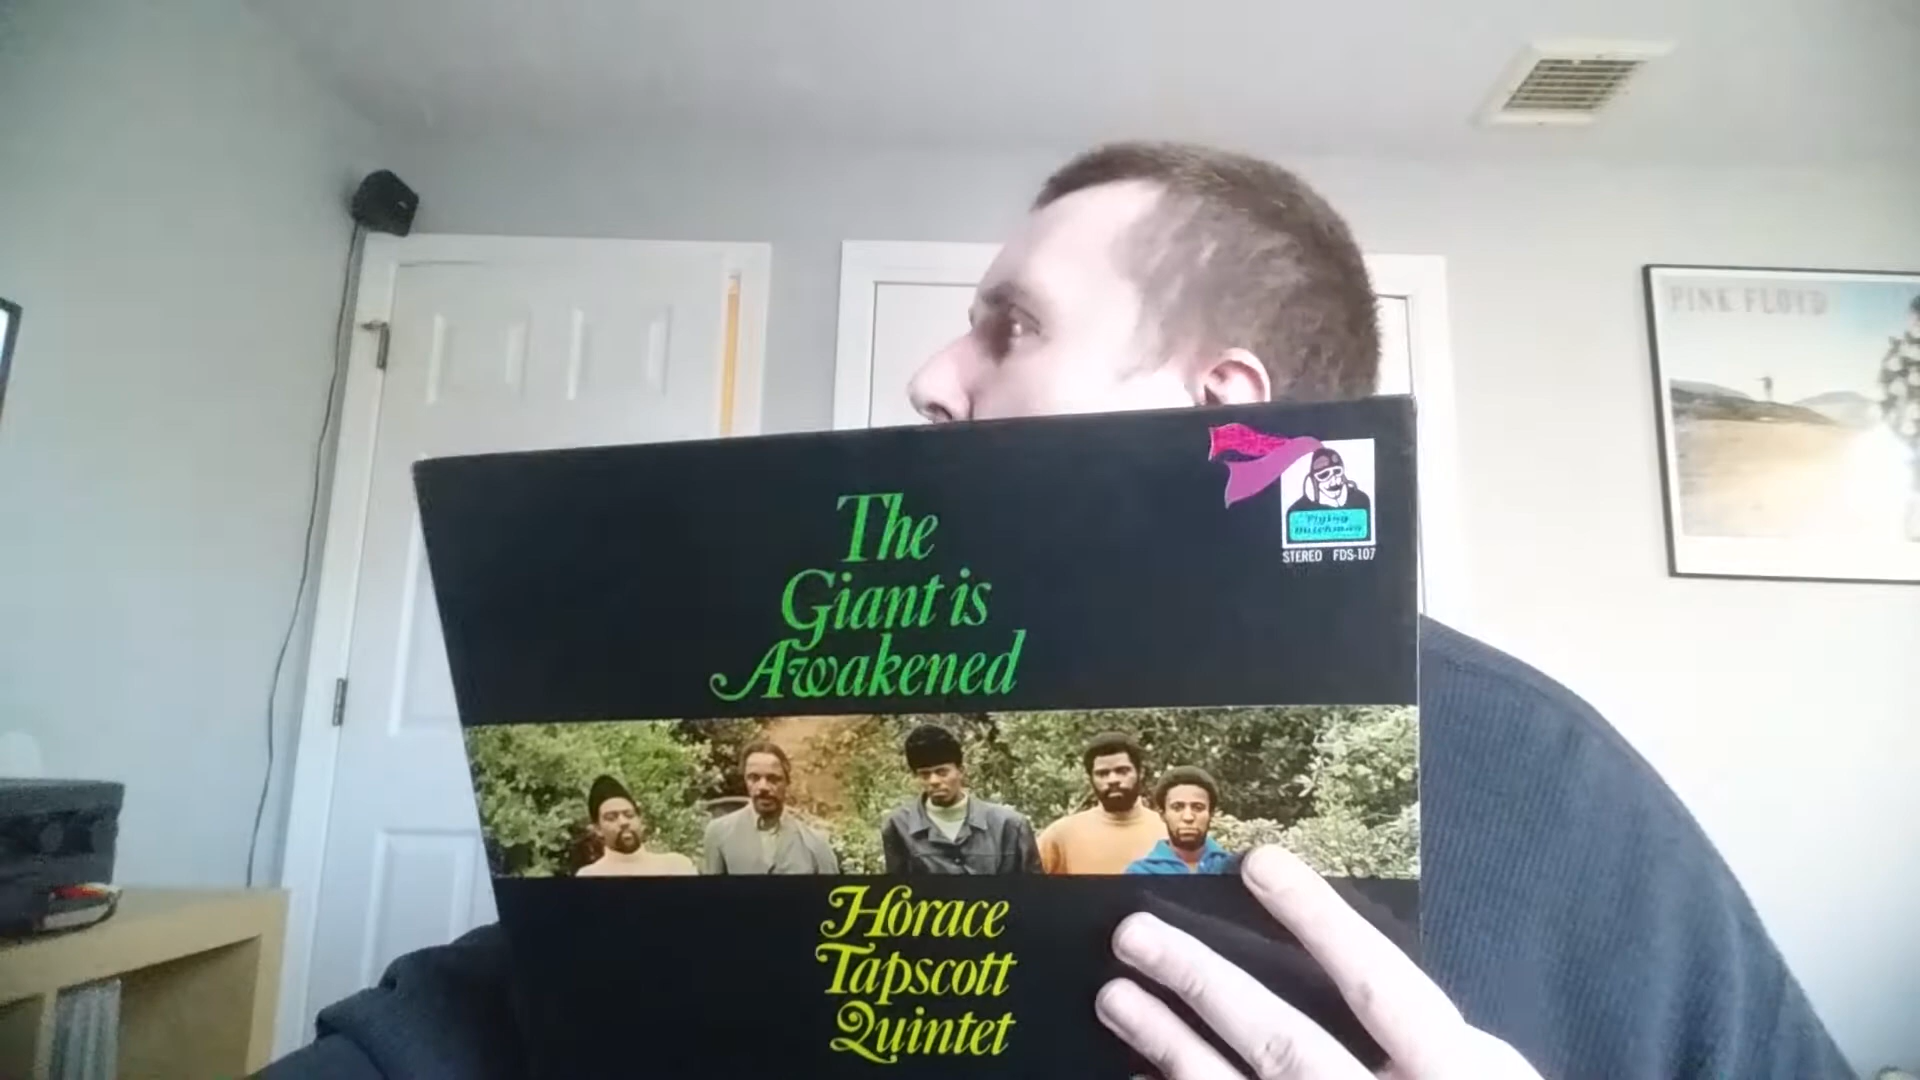 PINK FLOYD
The
Giant is
Awakened
Flying
Dutchman
STEREO FDS-107
Horace
Tapscott
Quintet